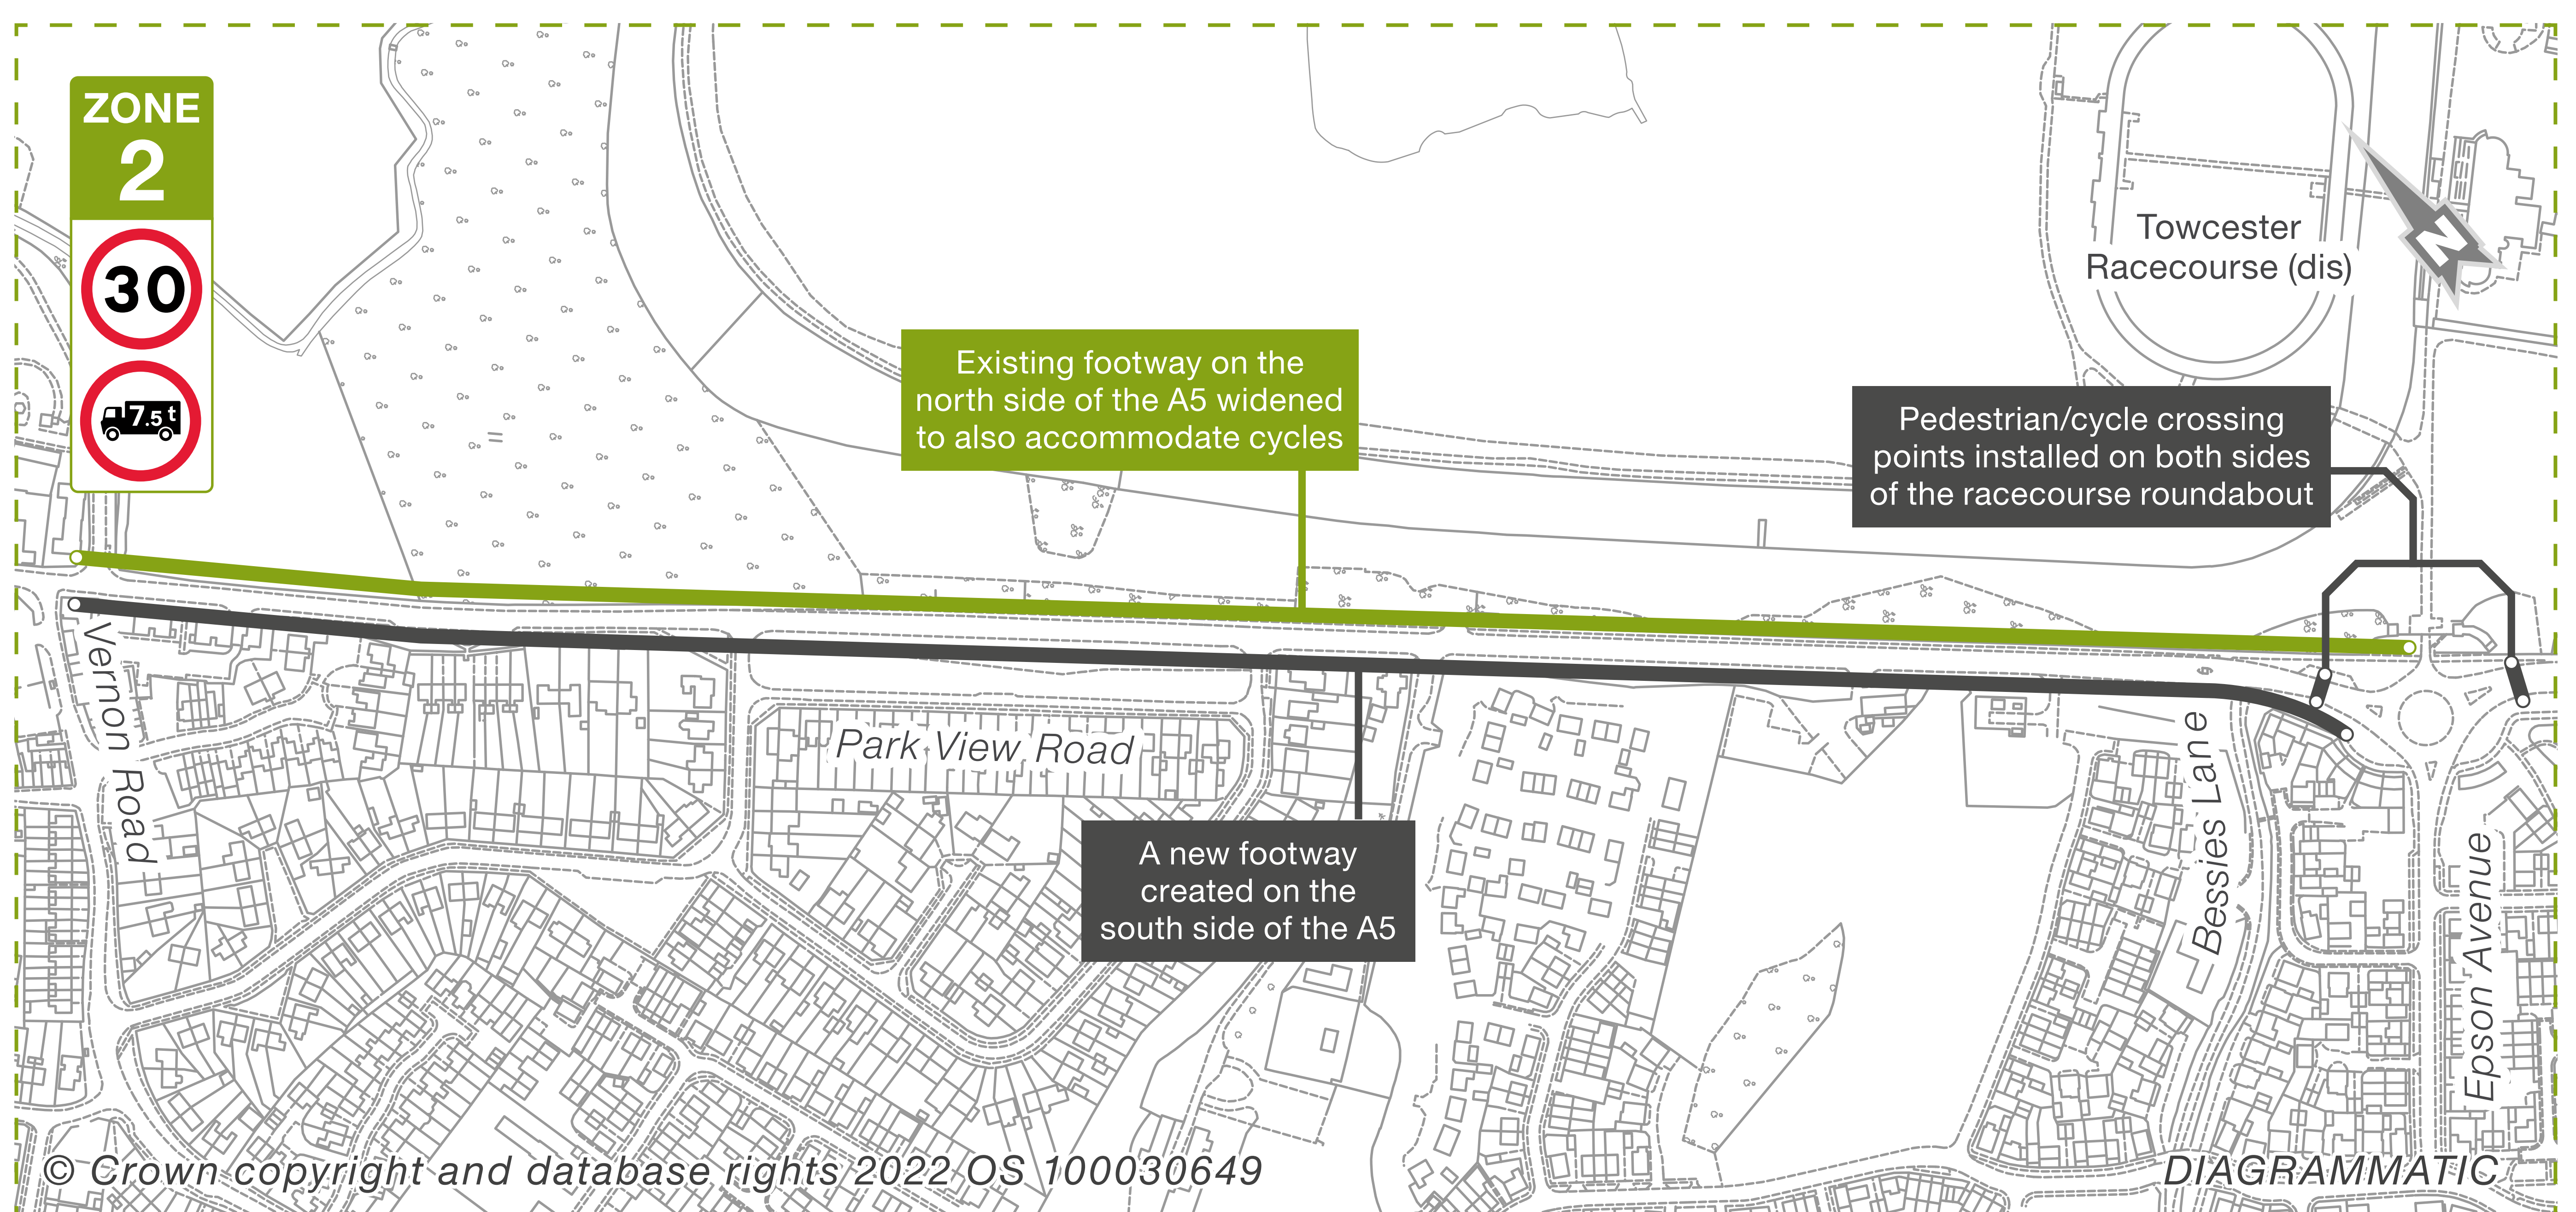 ZONE
2
30
7.5 t
Towcester
Racecourse (dis)
N
Existing footway on the
north side of the A5 widened
to also accommodate cycles
Pedestrian/cycle crossing
points installed on both sides
of the racecourse roundabout
Vernon Road
Park View Road
A new footway
created on the
south side of the A5
Bessies Lane
Epson Avenue
© Crown copyright and database rights 2022 OS 100030649
DIAGRAMMATIC